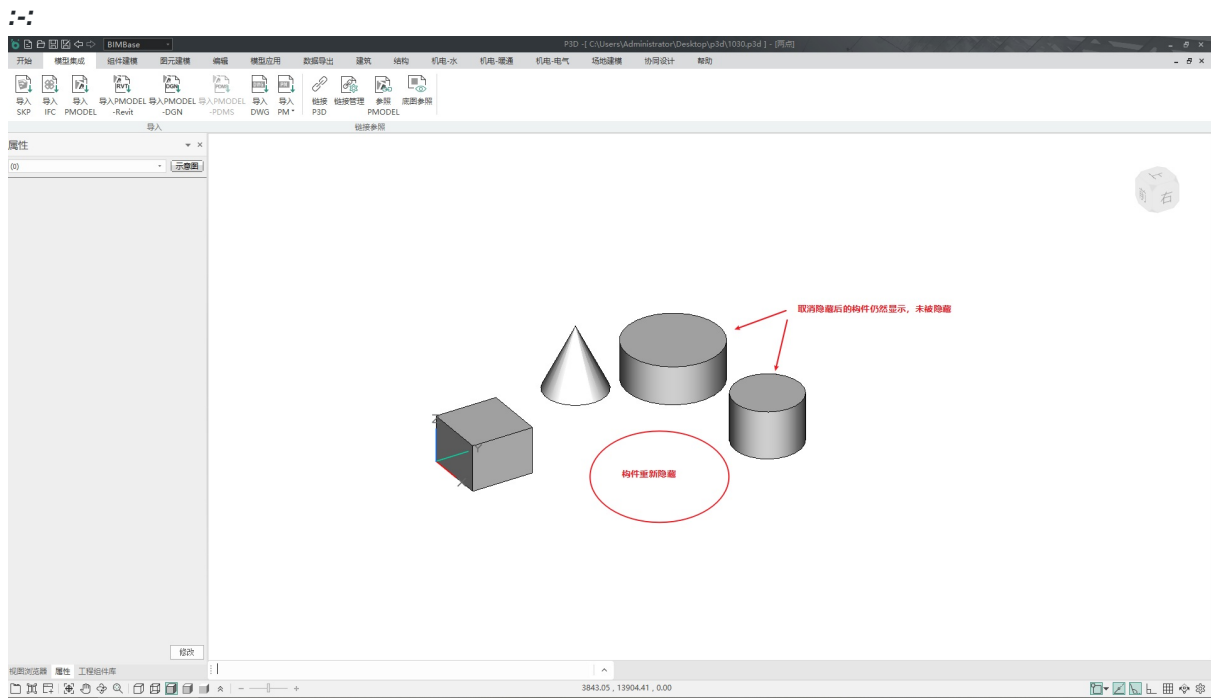 :-:
BIMBase
P3D -[ C:\Users\Administrator\Desktop\p3d\1030.p3d ] - [两点]
开始 模型集成 组件建模 图元建模 编辑 模型应用 数据导出 建筑 结构 机电-水 机电-暖通 机电-电气 场地建模 协同设计 帮助
RVT DGN PDMS DWG PM
导入 导入 导入 导入PMODEL 导入PMODEL 导入PMODEL 导入 导入 链接 链接管理 参照 底图参照
SKP IFC PMODEL -Revit -DGN -PDMS DWG PM P3D PMODEL
导入 链接参照
属性
(0) 示意图
上
前 右
取消隐藏后的构件仍然显示，未被隐藏
Z
Y
X
构件重新隐藏
修改
视图浏览器 属性 工程组件库
3843.05 , 13904.41 , 0.00